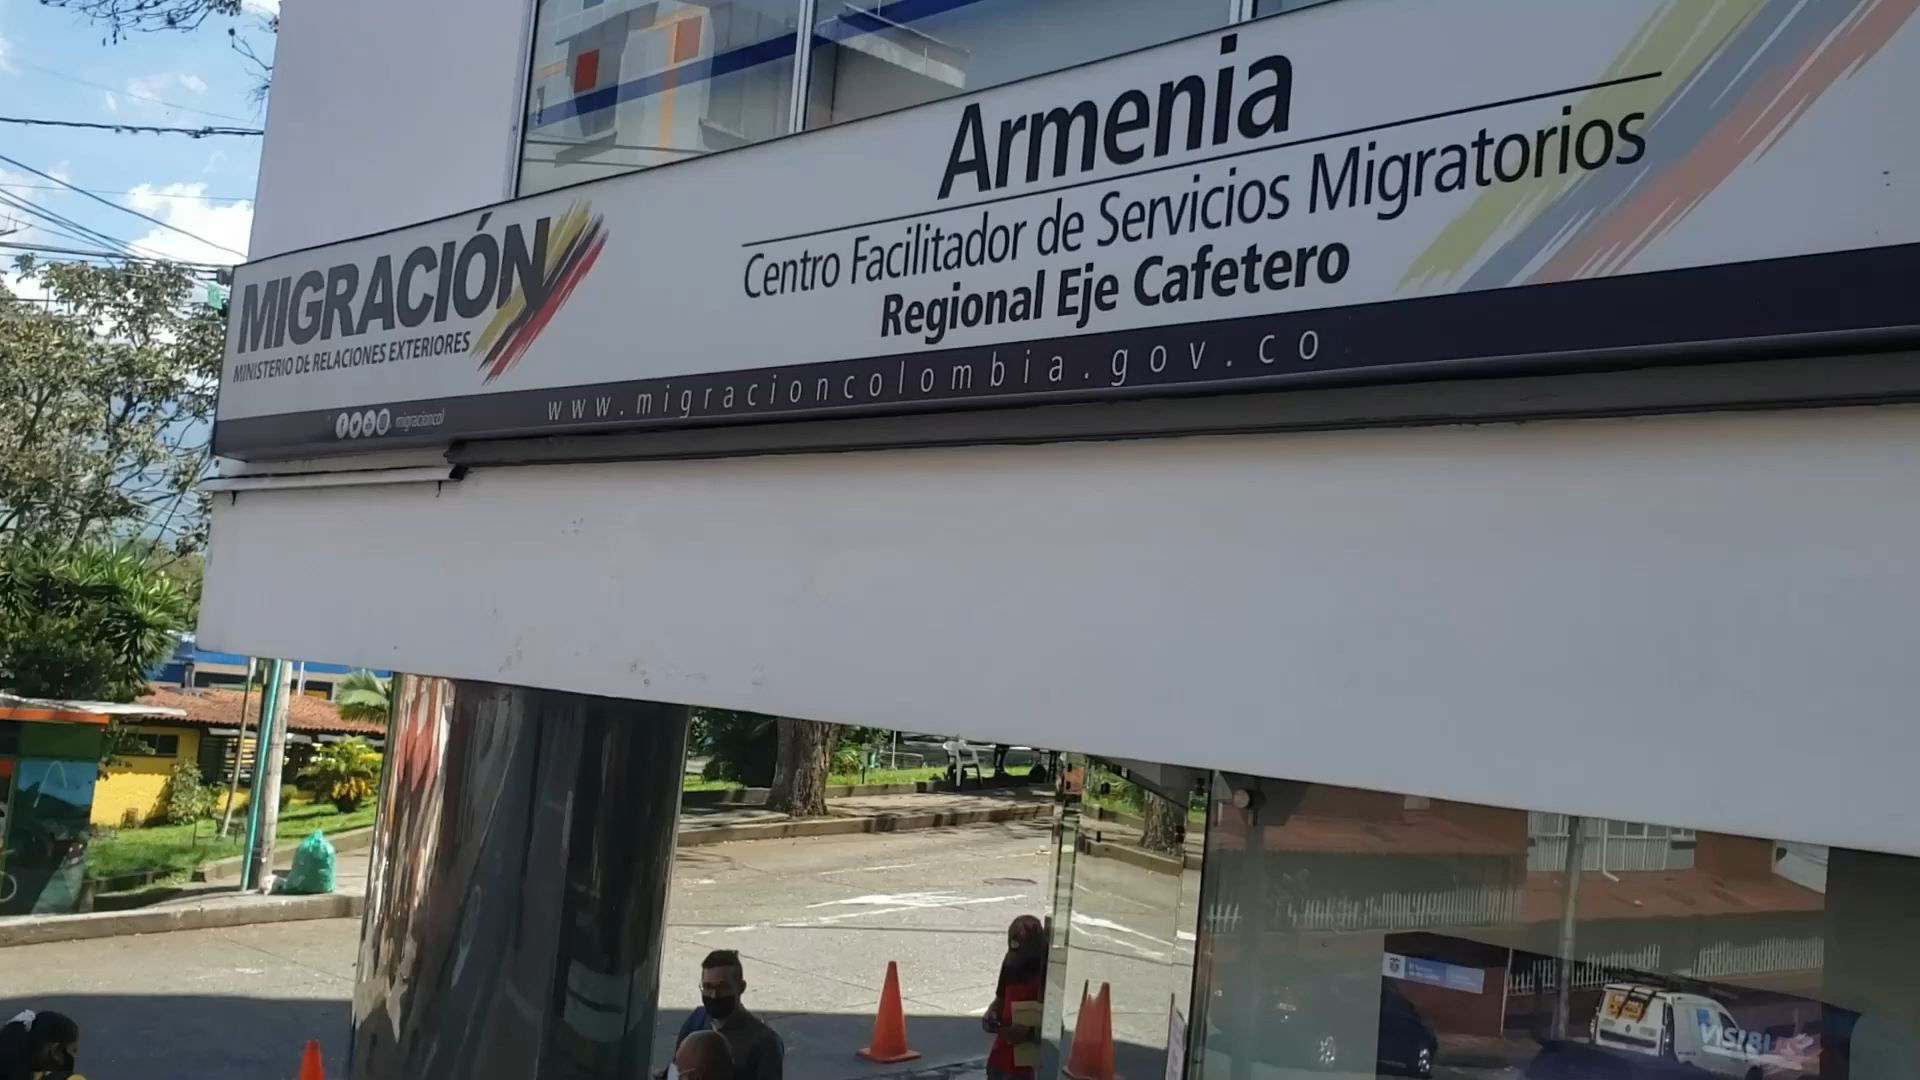 Armenia
Centro Facilitador de Servicios Migratorios
Regional Eje Cafetero
MIGRACIÓN
MINISTERIO DE RELACIONES EXTERIORES
www.migracioncolombia.gov.co
migracioncol
VISIBI